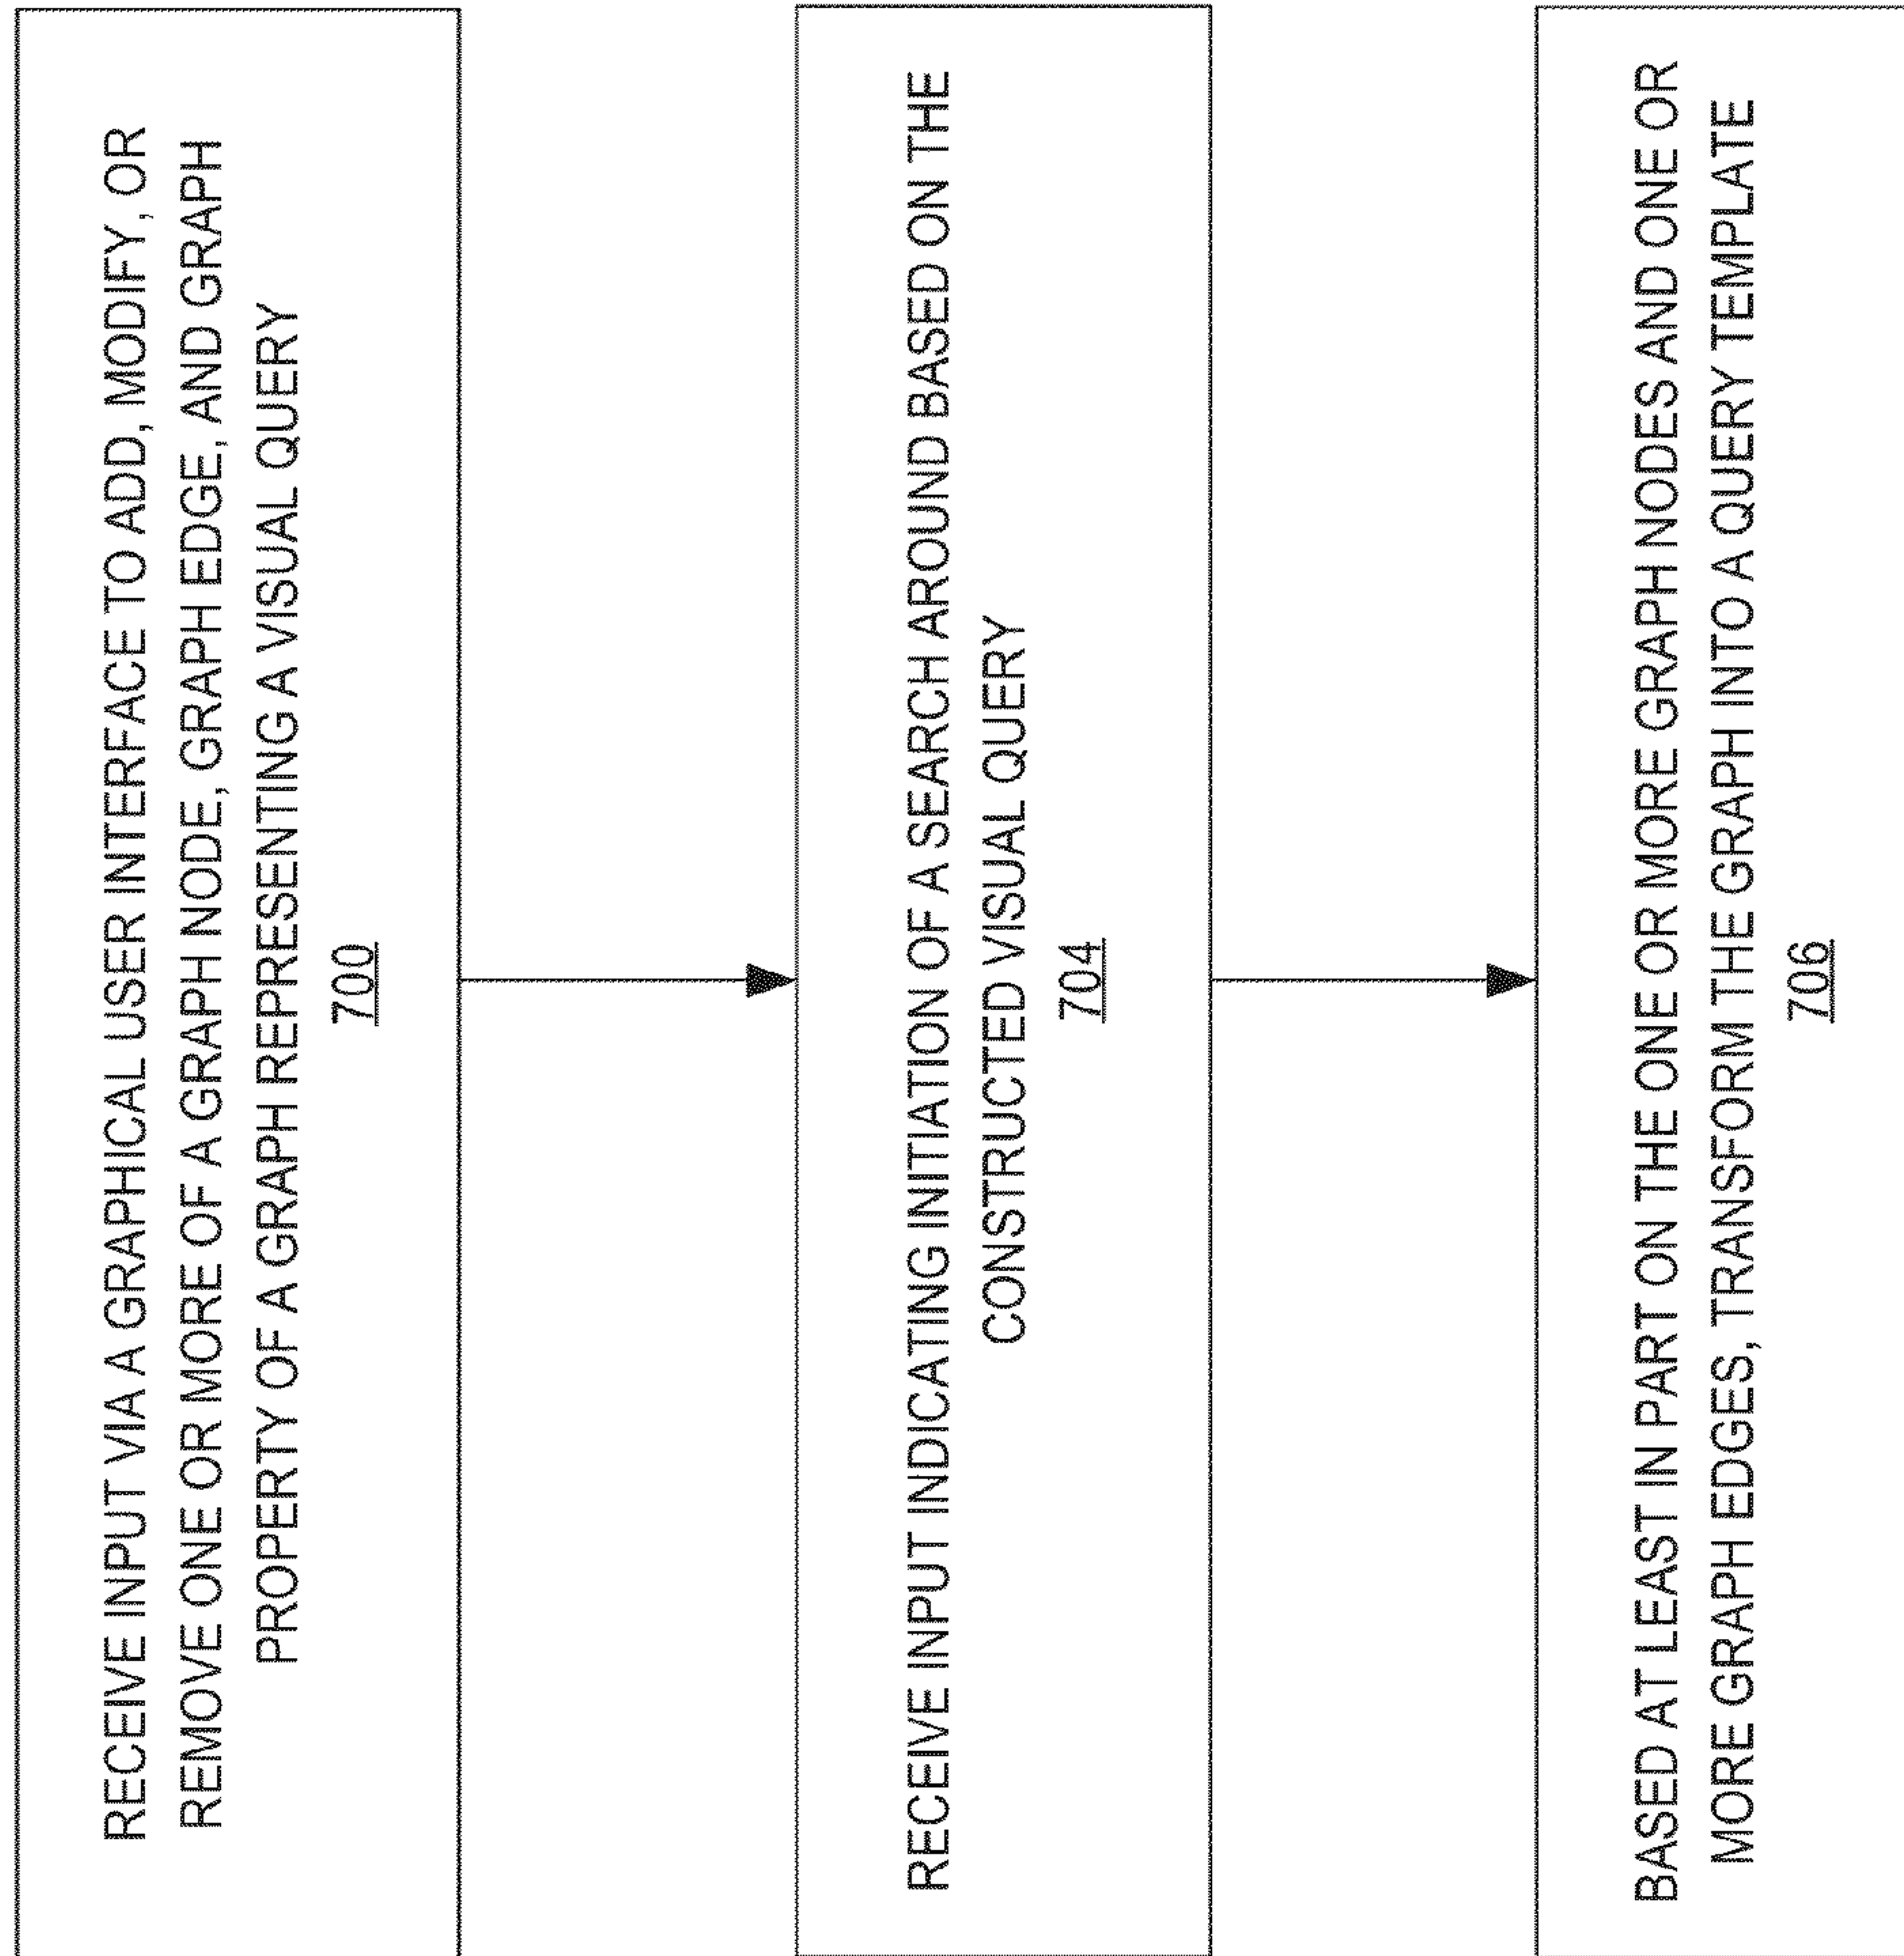 RECEIVE INPUT VIA A GRAPHICAL USER INTERFACE TO ADD, MODIFY, OR
REMOVE ONE OR MORE OF A GRAPH NODE, GRAPH EDGE, AND GRAPH
PROPERTY OF A GRAPH REPRESENTING A VISUAL QUERY
700
RECEIVE INPUT INDICATING INITIATION OF A SEARCH AROUND BASED ON THE
CONSTRUCTED VISUAL QUERY
704
BASED AT LEAST IN PART ON THE ONE OR MORE GRAPH NODES AND ONE OR
MORE GRAPH EDGES, TRANSFORM THE GRAPH INTO A QUERY TEMPLATE
706